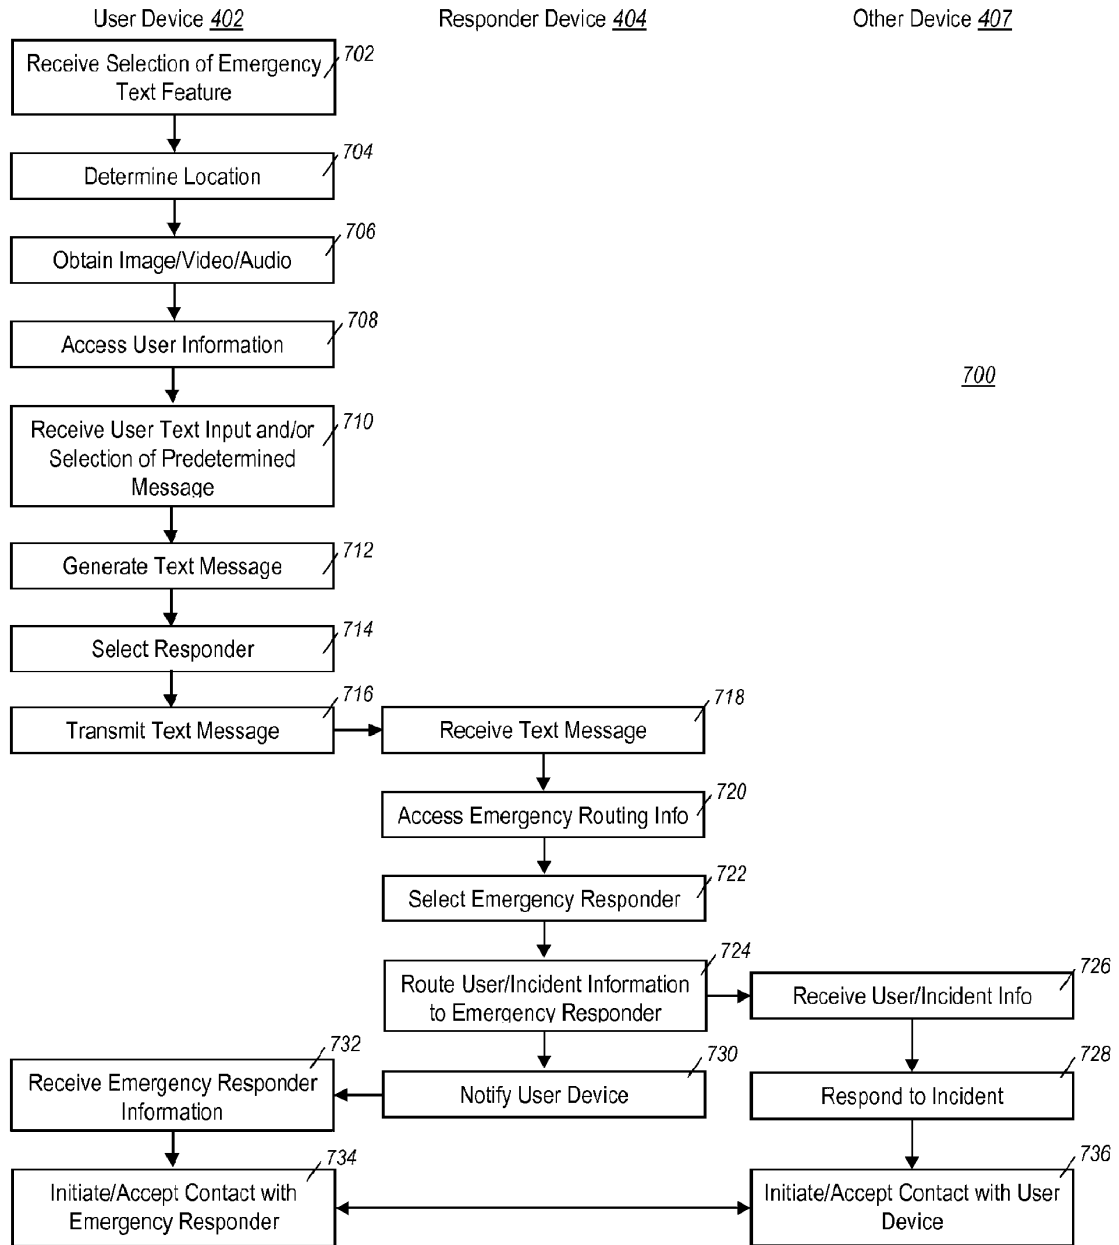 User Device 402
Responder Device 404
Other Device 407
702
Receive Selection of Emergency
Text Feature
704
Determine Location
706
Obtain Image/Video/Audio
708
Access User Information
700
710
Receive User Text Input and/or
Selection of Predetermined
Message
712
Generate Text Message
714
Select Responder
716
Transmit Text Message
718
Receive Text Message
720
Access Emergency Routing Info
722
Select Emergency Responder
724
Route User/Incident Information
to Emergency Responder
726
Receive User/Incident Info
732
Receive Emergency Responder
Information
730
Notify User Device
728
Respond to Incident
734
Initiate/Accept Contact with
Emergency Responder
736
Initiate/Accept Contact with User
Device